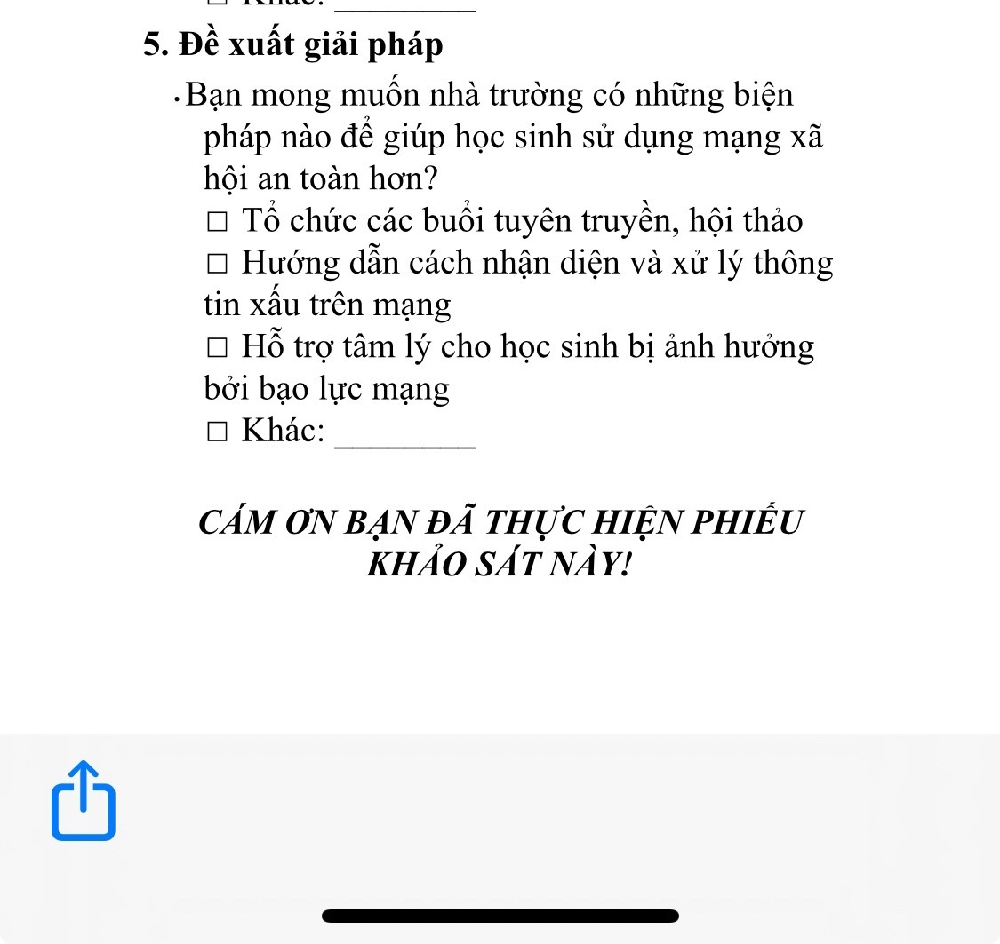 5. Đề xuất giải pháp
·Bạn mong muốn nhà trường có những biện
pháp nào để giúp học sinh sử dụng mạng xã
hội an toàn hơn?
□ Tổ chức các buổi tuyên truyền, hội thảo
□ Hướng dẫn cách nhận diện và xử lý thông
tin xấu trên mạng
□ Hỗ trợ tâm lý cho học sinh bị ảnh hưởng
bởi bạo lực mạng
□ Khác: ________
CÁM ƠN BẠN ĐÃ THỰC HIỆN PHIẾU
KHẢO SÁT NÀY!